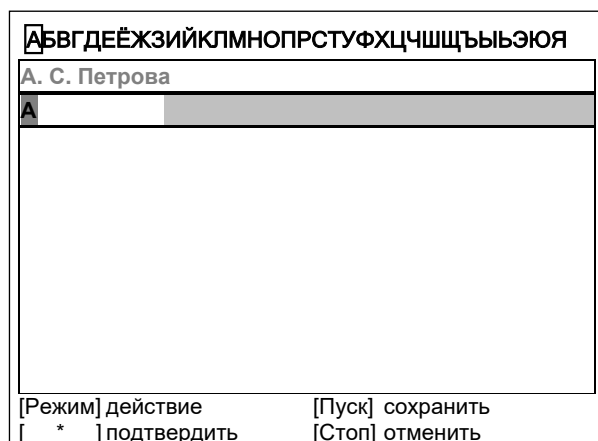 АБВГДЕЁЖЗИЙКЛМНОПРСТУФХЦЧШЩЪЫЬЭЮЯ
А. С. Петрова
А
[Режим] действие [Пуск] сохранить
[ * ] подтвердить [Стоп] отменить